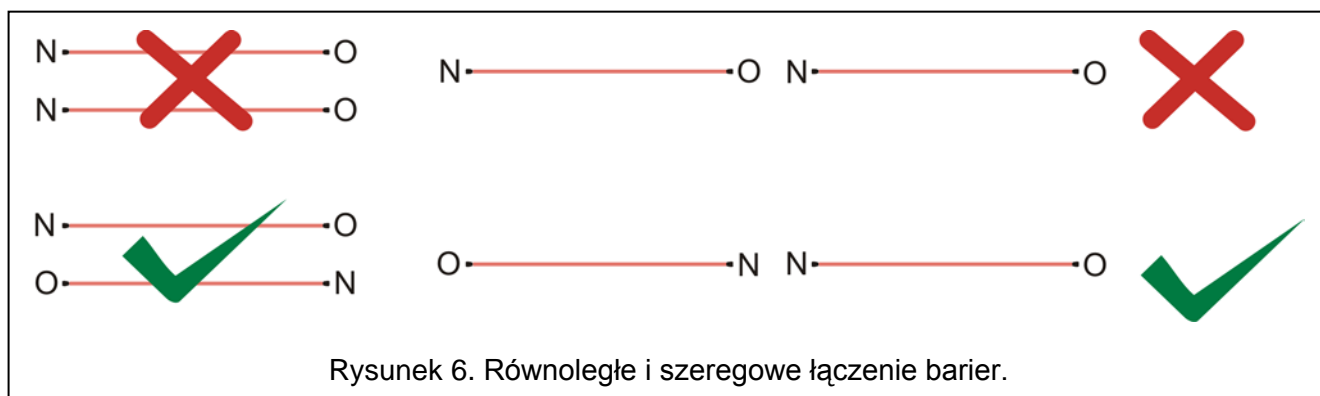 N O
N O
N O N O
N O
O N
O N N O
Rysunek 6. Równoległe i szeregowe łączenie barier.